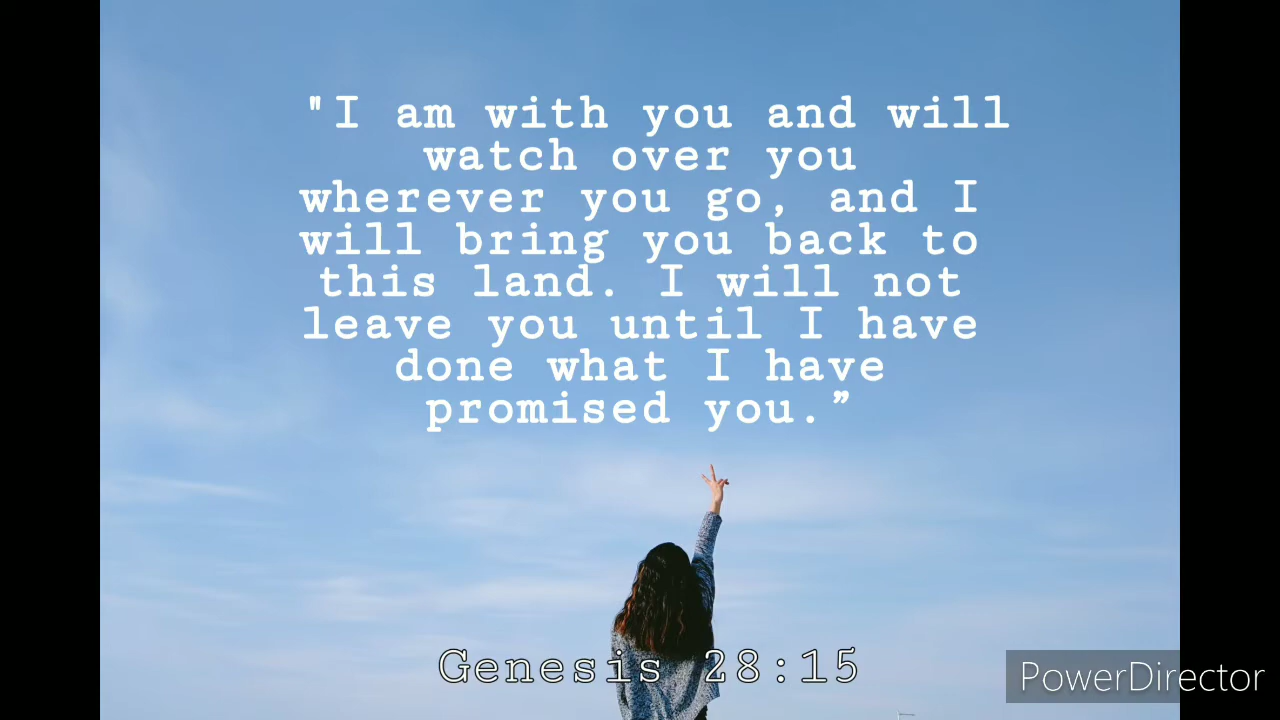 "I am with you and will
watch over you
wherever you go, and I
will bring you back to
this land. I will not
leave you until I have
done what I have
promised you.”
Genesis 28:15
PowerDirector